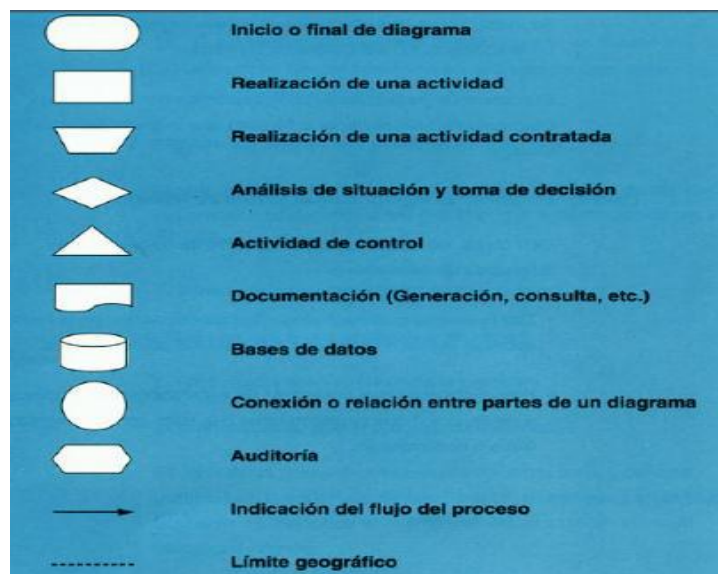 Inicio o final de diagrama
Realización de una actividad
Realización de una actividad contratada
Análisis de situación y toma de decisión
Actividad de control
Documentación (Generación, consulta, etc.)
Bases de datos
Conexión o relación entre partes de un diagrama
Auditoría
Indicación del flujo del proceso
Límite geográfico